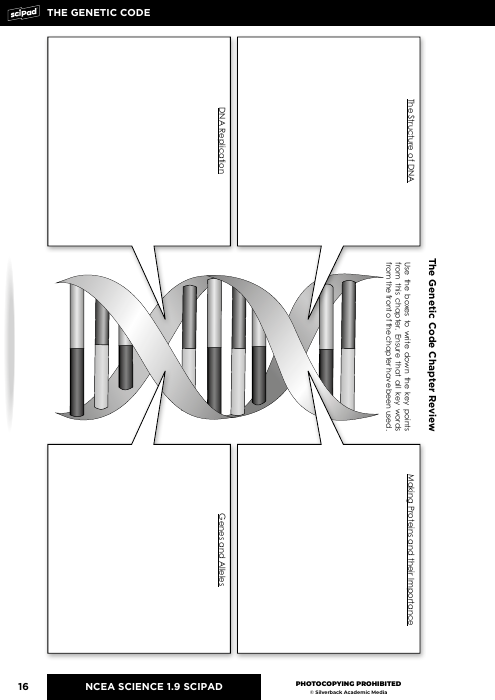 scipad THE GENETIC CODE
The Genetic Code Chapter Review
Use the boxes to write down the key points
from this chapter. Ensure that all key words
from the front of the chapter have been used.
The Structure of DNA
Making Proteins and their Importance
DNA Replication
Genes and Alleles
16
NCEA SCIENCE 1.9 SCIPAD
PHOTOCOPYING PROHIBITED
© Silverback Academic Media